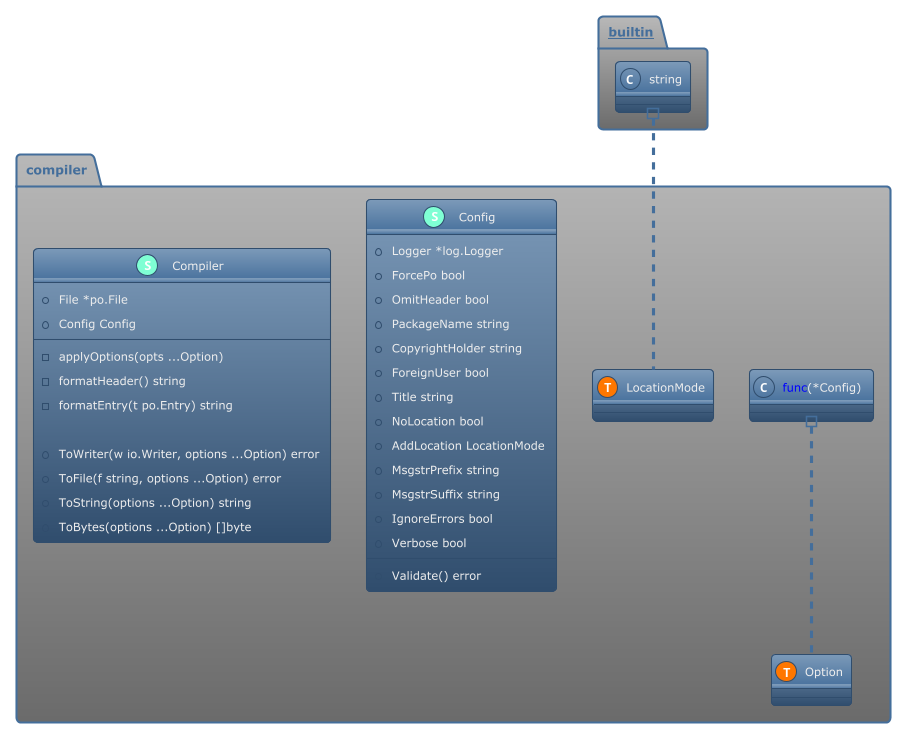 builtin
C string
compiler
S Compiler
File *po.File
Config Config
applyOptions(opts ...Option)
formatHeader() string
formatEntry(t po.Entry) string
ToWriter(w io.Writer, options ...Option) error
ToFile(f string, options ...Option) error
ToString(options ...Option) string
ToBytes(options ...Option) []byte
S Config
Logger *log.Logger
ForcePo bool
OmitHeader bool
PackageName string
CopyrightHolder string
ForeignUser bool
Title string
NoLocation bool
AddLocation LocationMode
MsgstrPrefix string
MsgstrSuffix string
IgnoreErrors bool
Verbose bool
Validate() error
T LocationMode
C func(*Config)
T Option